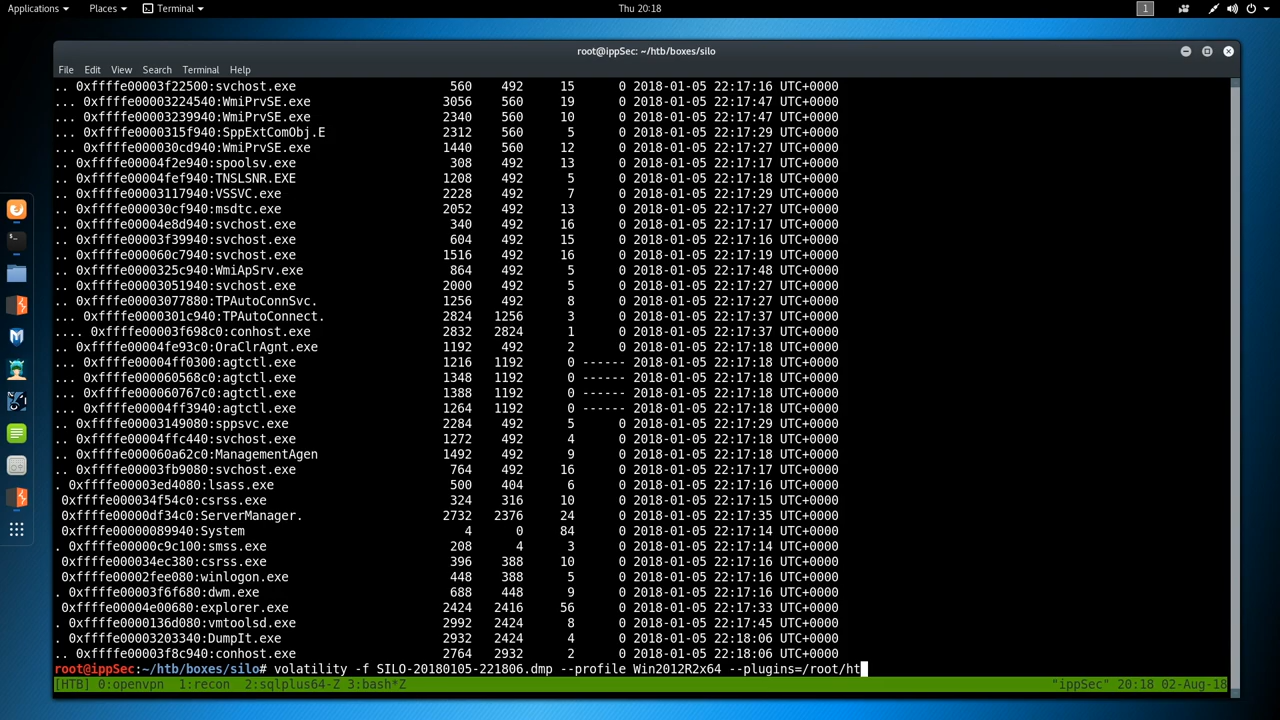 Applications Places Terminal Thu 20:18 1
root@ippSec: ~/htb/boxes/silo
File Edit View Search Terminal Help
.. 0xffffe00003f22500:svchost.exe 560 492 15 0 2018-01-05 22:17:16 UTC+0000
... 0xffffe00003224540:WmiPrvSE.exe 3056 560 19 0 2018-01-05 22:17:47 UTC+0000
... 0xffffe00003239940:WmiPrvSE.exe 2340 560 10 0 2018-01-05 22:17:47 UTC+0000
... 0xffffe0000315f940:SppExtComObj.E 2312 560 5 0 2018-01-05 22:17:29 UTC+0000
... 0xffffe000030cd940:WmiPrvSE.exe 1440 560 12 0 2018-01-05 22:17:27 UTC+0000
.. 0xffffe00004f2e940:spoolsv.exe 308 492 13 0 2018-01-05 22:17:17 UTC+0000
.. 0xffffe00004fef940:TNSLSNR.EXE 1208 492 5 0 2018-01-05 22:17:18 UTC+0000
.. 0xffffe00003117940:VSSVC.exe 2228 492 7 0 2018-01-05 22:17:29 UTC+0000
.. 0xffffe000030cf940:msdtc.exe 2052 492 13 0 2018-01-05 22:17:27 UTC+0000
.. 0xffffe00004e8d940:svchost.exe 340 492 16 0 2018-01-05 22:17:17 UTC+0000
.. 0xffffe00003f39940:svchost.exe 604 492 15 0 2018-01-05 22:17:16 UTC+0000
.. 0xffffe000060c7940:svchost.exe 1516 492 16 0 2018-01-05 22:17:19 UTC+0000
.. 0xffffe0000325c940:WmiApSrv.exe 864 492 5 0 2018-01-05 22:17:48 UTC+0000
.. 0xffffe00003051940:svchost.exe 2000 492 5 0 2018-01-05 22:17:27 UTC+0000
.. 0xffffe00003077880:TPAutoConnSvc. 1256 492 8 0 2018-01-05 22:17:27 UTC+0000
... 0xffffe0000301c940:TPAutoConnect. 2824 1256 3 0 2018-01-05 22:17:37 UTC+0000
.... 0xffffe00003f698c0:conhost.exe 2832 2824 1 0 2018-01-05 22:17:37 UTC+0000
.. 0xffffe00004fe93c0:OraClrAgnt.exe 1192 492 2 0 2018-01-05 22:17:18 UTC+0000
... 0xffffe00004ff0300:agtctl.exe 1216 1192 0 ------ 2018-01-05 22:17:18 UTC+0000
... 0xffffe000060568c0:agtctl.exe 1348 1192 0 ------ 2018-01-05 22:17:18 UTC+0000
... 0xffffe000060767c0:agtctl.exe 1388 1192 0 ------ 2018-01-05 22:17:18 UTC+0000
... 0xffffe00004ff3940:agtctl.exe 1264 1192 0 ------ 2018-01-05 22:17:18 UTC+0000
.. 0xffffe00003149080:sppsvc.exe 2284 492 5 0 2018-01-05 22:17:29 UTC+0000
.. 0xffffe00004ffc440:svchost.exe 1272 492 4 0 2018-01-05 22:17:18 UTC+0000
.. 0xffffe000060a62c0:ManagementAgen 1492 492 9 0 2018-01-05 22:17:18 UTC+0000
.. 0xffffe00003fb9080:svchost.exe 764 492 16 0 2018-01-05 22:17:17 UTC+0000
. 0xffffe00003ed4080:lsass.exe 500 404 6 0 2018-01-05 22:17:16 UTC+0000
0xffffe000034f54c0:csrss.exe 324 316 10 0 2018-01-05 22:17:15 UTC+0000
0xffffe00000df34c0:ServerManager. 2732 2376 24 0 2018-01-05 22:17:35 UTC+0000
0xffffe00000089940:System 4 0 84 0 2018-01-05 22:17:14 UTC+0000
. 0xffffe00000c9c100:smss.exe 208 4 3 0 2018-01-05 22:17:14 UTC+0000
0xffffe000034ec380:csrss.exe 396 388 10 0 2018-01-05 22:17:16 UTC+0000
0xffffe00002fee080:winlogon.exe 448 388 5 0 2018-01-05 22:17:16 UTC+0000
. 0xffffe00003f6f680:dwm.exe 688 448 9 0 2018-01-05 22:17:16 UTC+0000
0xffffe00004e00680:explorer.exe 2424 2416 56 0 2018-01-05 22:17:33 UTC+0000
. 0xffffe0000136d080:vmtoolsd.exe 2992 2424 8 0 2018-01-05 22:17:45 UTC+0000
. 0xffffe00003203340:DumpIt.exe 2932 2424 4 0 2018-01-05 22:18:06 UTC+0000
.. 0xffffe00003f8c940:conhost.exe 2764 2932 2 0 2018-01-05 22:18:06 UTC+0000
root@ippSec:~/htb/boxes/silo# volatility -f SILO-20180105-221806.dmp --profile Win2012R2x64 --plugins=/root/ht
[HTB] 0:openvpn 1:recon 2:sqlplus64-Z 3:bash*Z "ippSec" 20:18 02-Aug-18